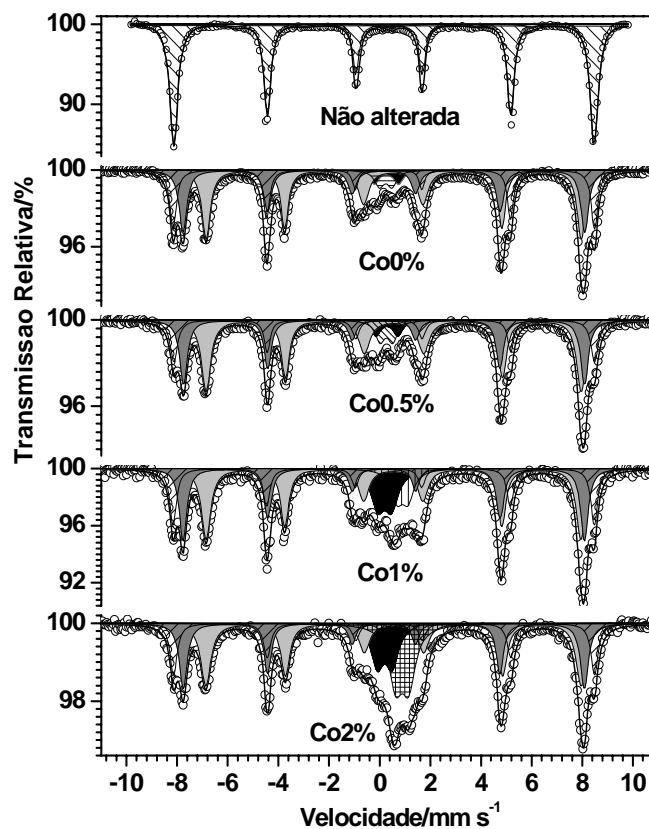 100
90
Não alterada
100
96
Co0%
100
96
Co0.5%
100
96
92
Co1%
100
98
Co2%
Transmissao Relativa/%
-10 -8 -6 -4 -2 0 2 4 6 8 10
Velocidade/mm s⁻¹